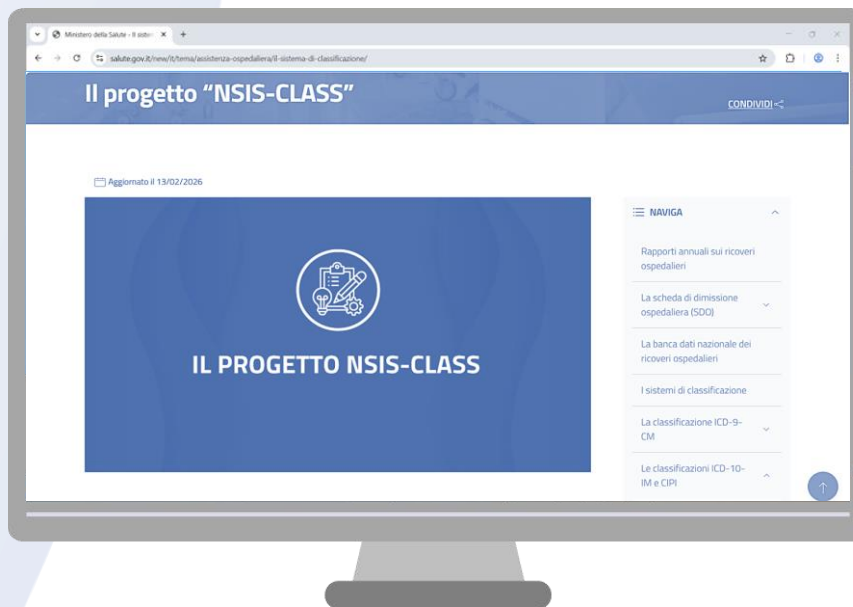 Ministero della Salute - Il siste
salute.gov.it/new/it/tema/assistenza-ospedaliera/il-sistema-di-classificazione/
Il progetto “NSIS-CLASS”
CONDIVIDI
Aggiornato il 13/02/2026
IL PROGETTO NSIS-CLASS
NAVIGA
Rapporti annuali sui ricoveri
ospedalieri
La scheda di dimissione
ospedaliera (SDO)
La banca dati nazionale dei
ricoveri ospedalieri
I sistemi di classificazione
La classificazione ICD-9-
CM
Le classificazioni ICD-10-
IM e CIPI